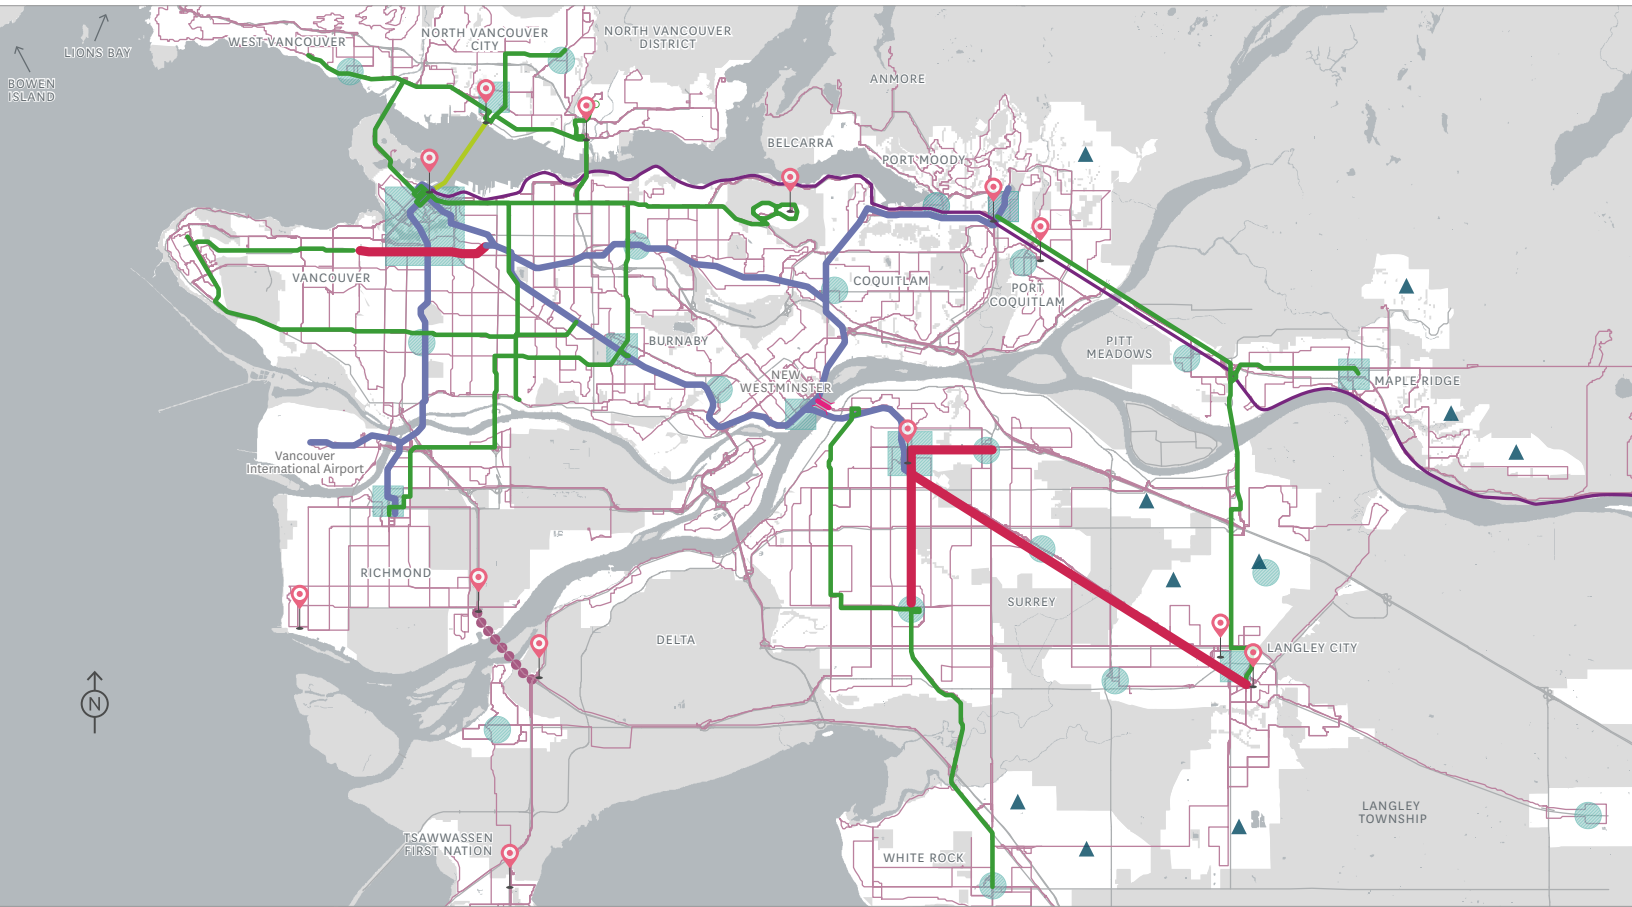 LIONS BAY
BOWEN
ISLAND
WEST VANCOUVER
NORTH VANCOUVER
CITY
NORTH VANCOUVER
DISTRICT
ANMORE
BELCARRA
PORT MOODY
VANCOUVER
COQUITLAM
PORT
COQUITLAM
BURNABY
PITT
MEADOWS
NEW
WESTMINSTER
MAPLE RIDGE
Vancouver
International Airport
RICHMOND
SURREY
DELTA
LANGLEY CITY
N
LANGLEY
TOWNSHIP
TSAWWASSEN
FIRST NATION
WHITE ROCK